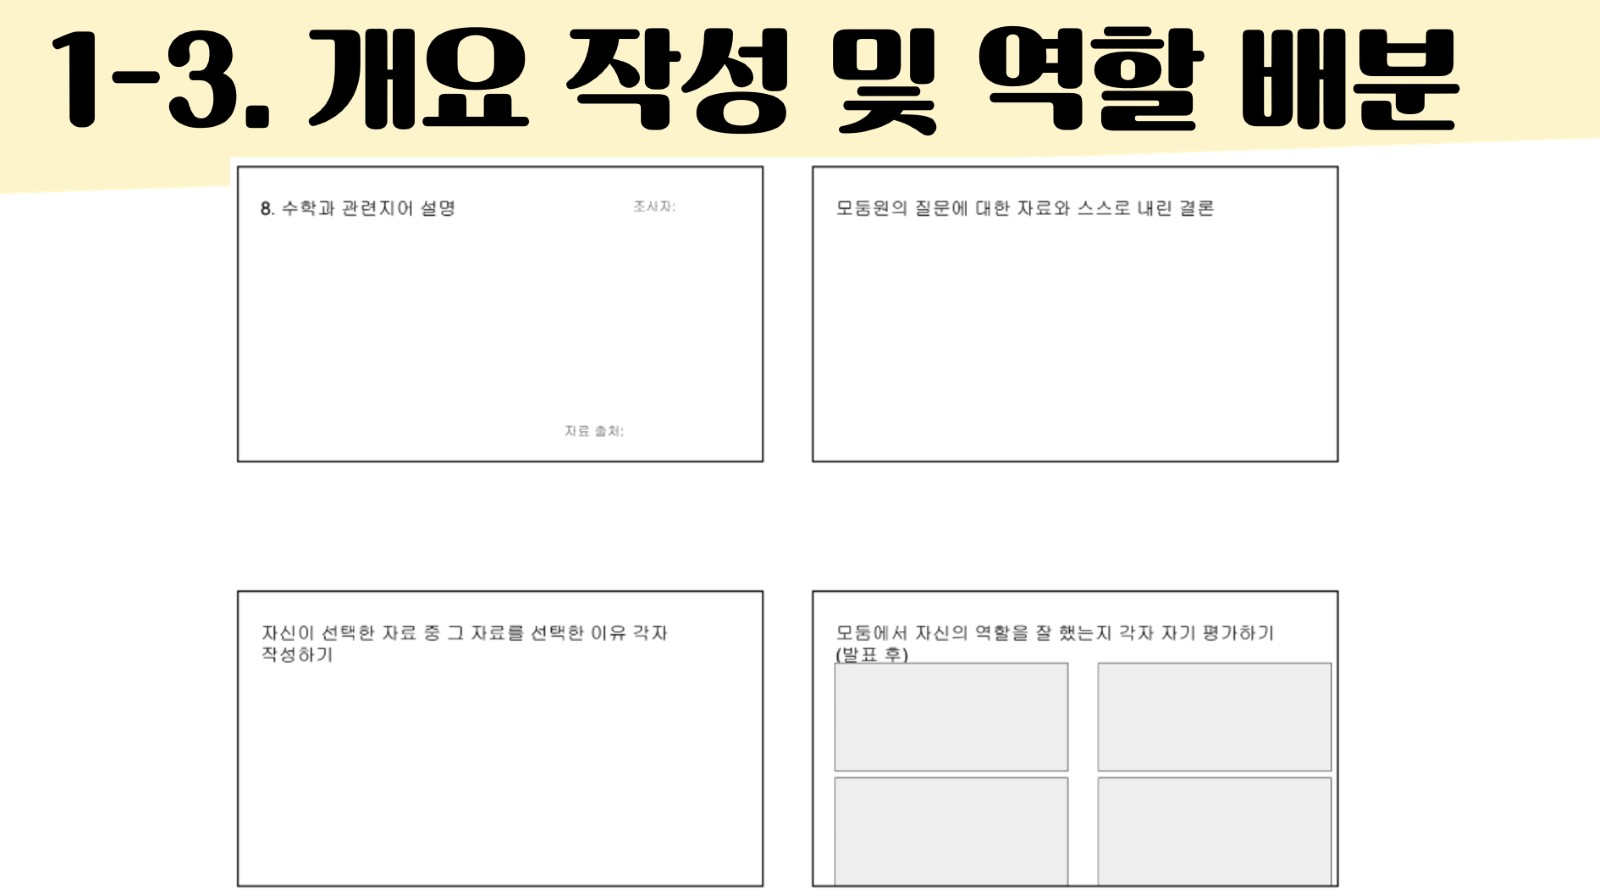 1-3. 개요 작성 및 역할 배분
8. 수학과 관련지어 설명
조사자:
자료 출처:
모둠원의 질문에 대한 자료와 스스로 내린 결론
자신이 선택한 자료 중 그 자료를 선택한 이유 각자
작성하기
모둠에서 자신의 역할을 잘 했는지 각자 자기 평가하기
(발표 후)